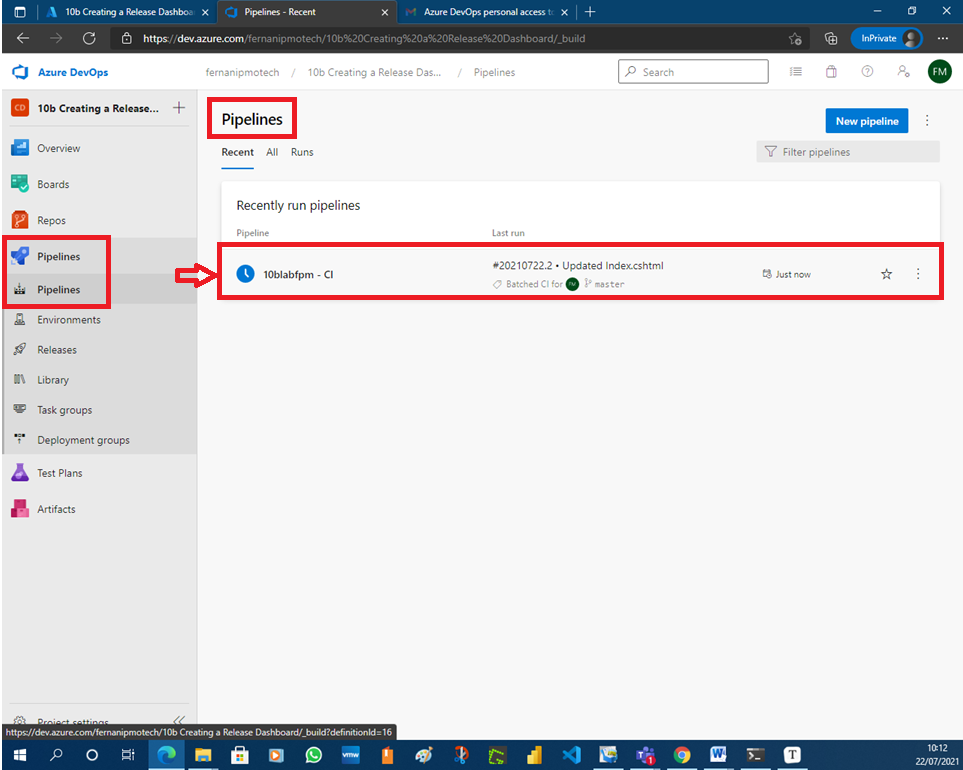 10b Creating a Release Dashboa
Pipelines - Recent
Azure DevOps personal access to
https://dev.azure.com/fernanipmotech/10b%20Creating%20a%20Release%20Dashboard/_build
InPrivate
Azure DevOps
fernanipmotech / 10b Creating a Release Das... / Pipelines
Search
FM
CD
10b Creating a Release...
Overview
Boards
Repos
Pipelines
Pipelines
Environments
Releases
Library
Task groups
Deployment groups
Test Plans
Artifacts
Project settings
Pipelines
New pipeline
Recent
All
Runs
Filter pipelines
Recently run pipelines
Pipeline
Last run
10blabfpm - CI
#20210722.2 • Updated Index.cshtml
Batched CI for FM master
Just now
https://dev.azure.com/fernanipmotech/10b Creating a Release Dashboard/_build?definitionId=16
vmw
1
W
T
10:12
22/07/2021